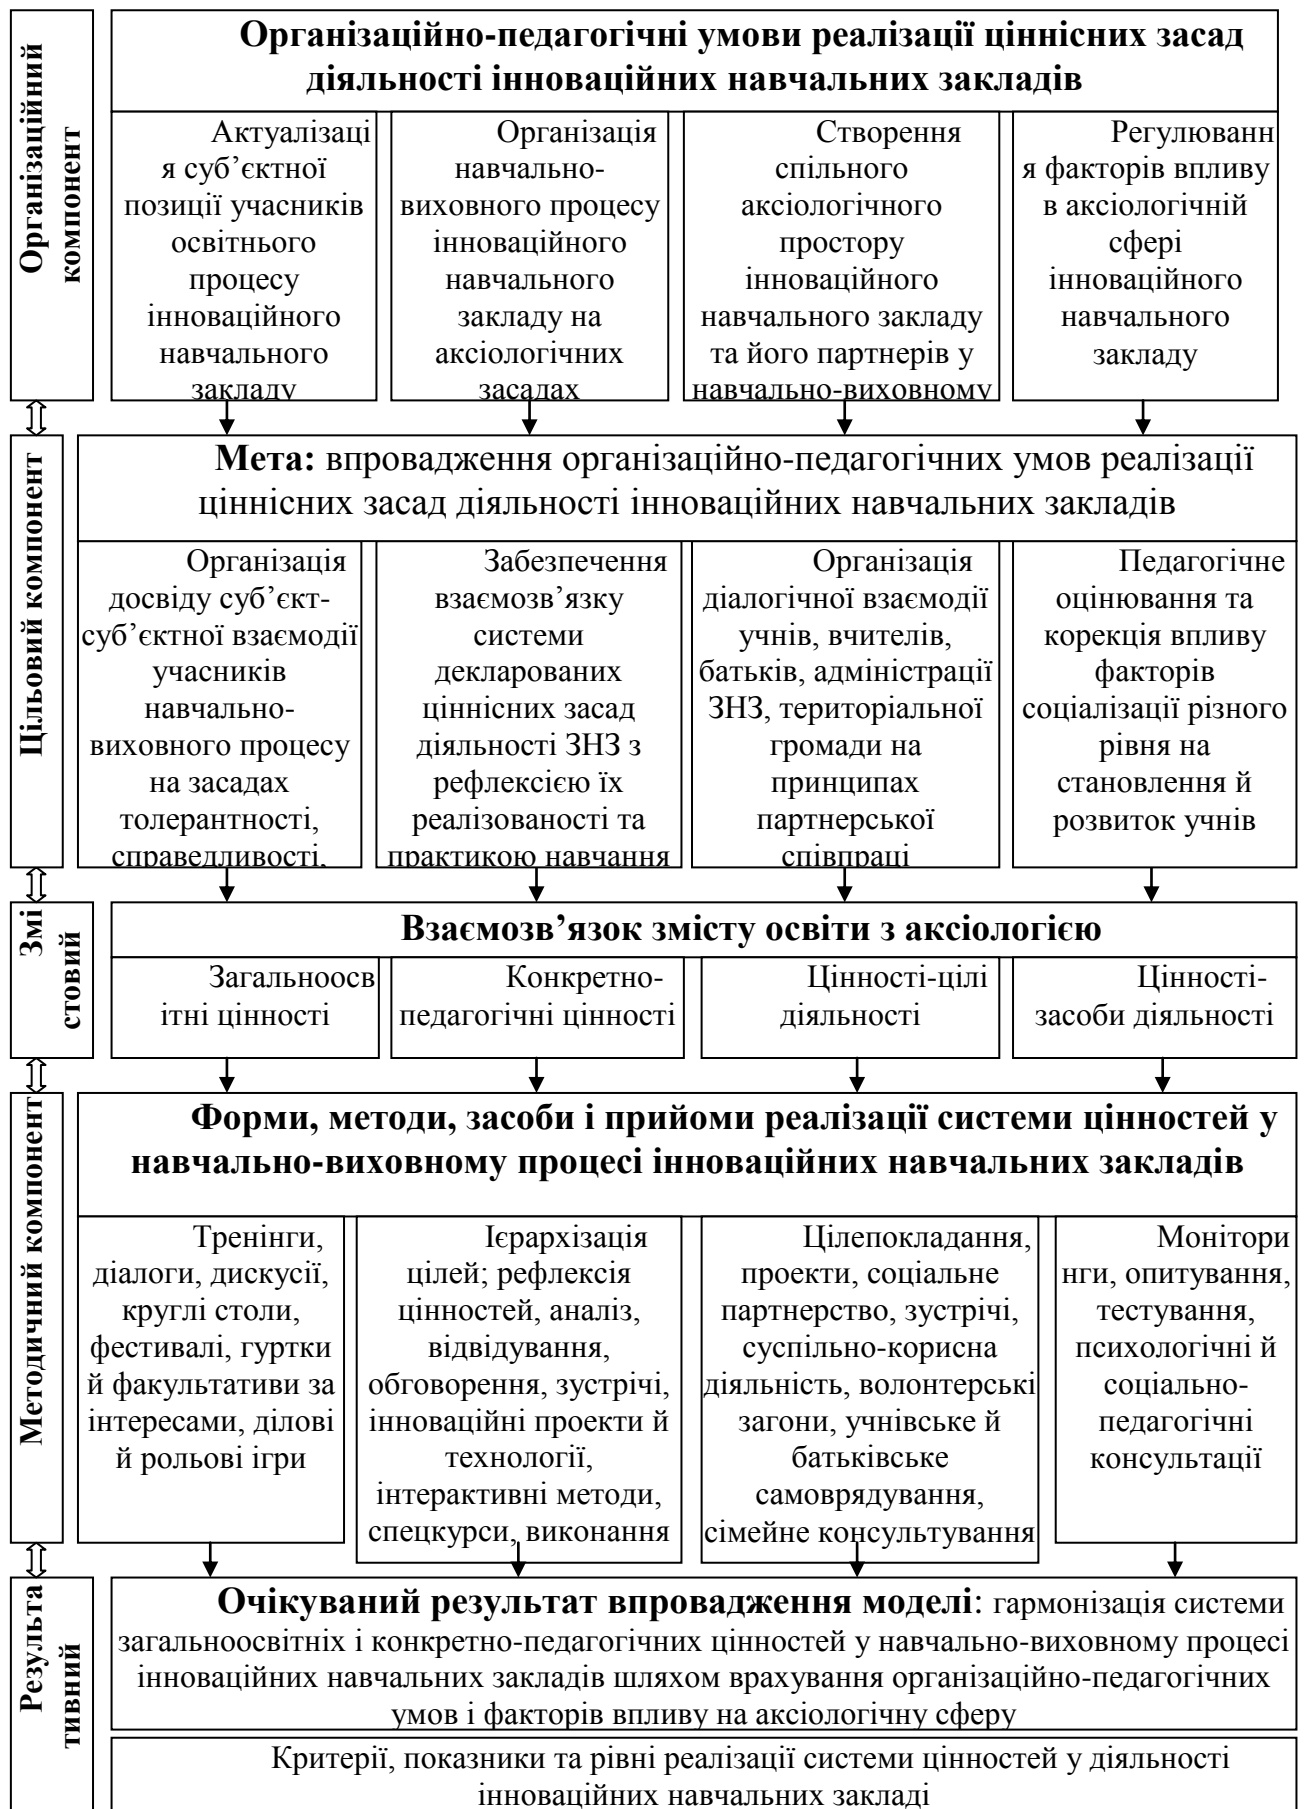 Організаційний
компонент
Організаційно-педагогічні умови реалізації ціннісних засад
діяльності інноваційних навчальних закладів
Актуалізаці
я суб’єктної
позиції учасників
освітнього
процесу
інноваційного
навчального
закладу
Організація
навчально-
виховного процесу
інноваційного
навчального
закладу на
аксіологічних
засадах
Створення
спільного
аксіологічного
простору
інноваційного
навчального закладу
та його партнерів у
навчально-виховному
Регулюванн
я факторів впливу
в аксіологічній
сфері
інноваційного
навчального
закладу
Цільовий компонент
Мета: впровадження організаційно-педагогічних умов реалізації
ціннісних засад діяльності інноваційних навчальних закладів
Організація
досвіду суб’єкт-
суб’єктної взаємодії
учасників
навчально-
виховного процесу
на засадах
толерантності,
справедливості,
Забезпечення
взаємозв’язку
системи
декларованих
ціннісних засад
діяльності ЗНЗ з
рефлексією їх
реалізованості та
практикою навчання
Організація
діалогічної взаємодії
учнів, вчителів,
батьків, адміністрації
ЗНЗ, територіальної
громади на
принципах
партнерської
співпраці
Педагогічне
оцінювання та
корекція впливу
факторів
соціалізації різного
рівня на
становлення й
розвиток учнів
Змі
стовий
Взаємозв’язок змісту освіти з аксіологією
Загальноосв
ітні цінності
Конкретно-
педагогічні цінності
Цінності-цілі
діяльності
Цінності-
засоби діяльності
Методичний компонент
Форми, методи, засоби і прийоми реалізації системи цінностей у
навчально-виховному процесі інноваційних навчальних закладів
Тренінги,
діалоги, дискусії,
круглі столи,
фестивалі, гуртки
й факультативи за
інтересами, ділові
й рольові ігри
Ієрархізація
цілей; рефлексія
цінностей, аналіз,
відвідування,
обговорення, зустрічі,
інноваційні проекти й
технології,
інтерактивні методи,
спецкурси, виконання
Цілепокладання,
проекти, соціальне
партнерство, зустрічі,
суспільно-корисна
діяльність, волонтерські
загони, учнівське й
батьківське
самоврядування,
сімейне консультування
Монітори
нги, опитування,
тестування,
психологічні й
соціально-
педагогічні
консультації
Результа
тивний
Очікуваний результат впровадження моделі: гармонізація системи
загальноосвітніх і конкретно-педагогічних цінностей у навчально-виховному процесі
інноваційних навчальних закладів шляхом врахування організаційно-педагогічних
умов і факторів впливу на аксіологічну сферу
Критерії, показники та рівні реалізації системи цінностей у діяльності
інноваційних навчальних закладі